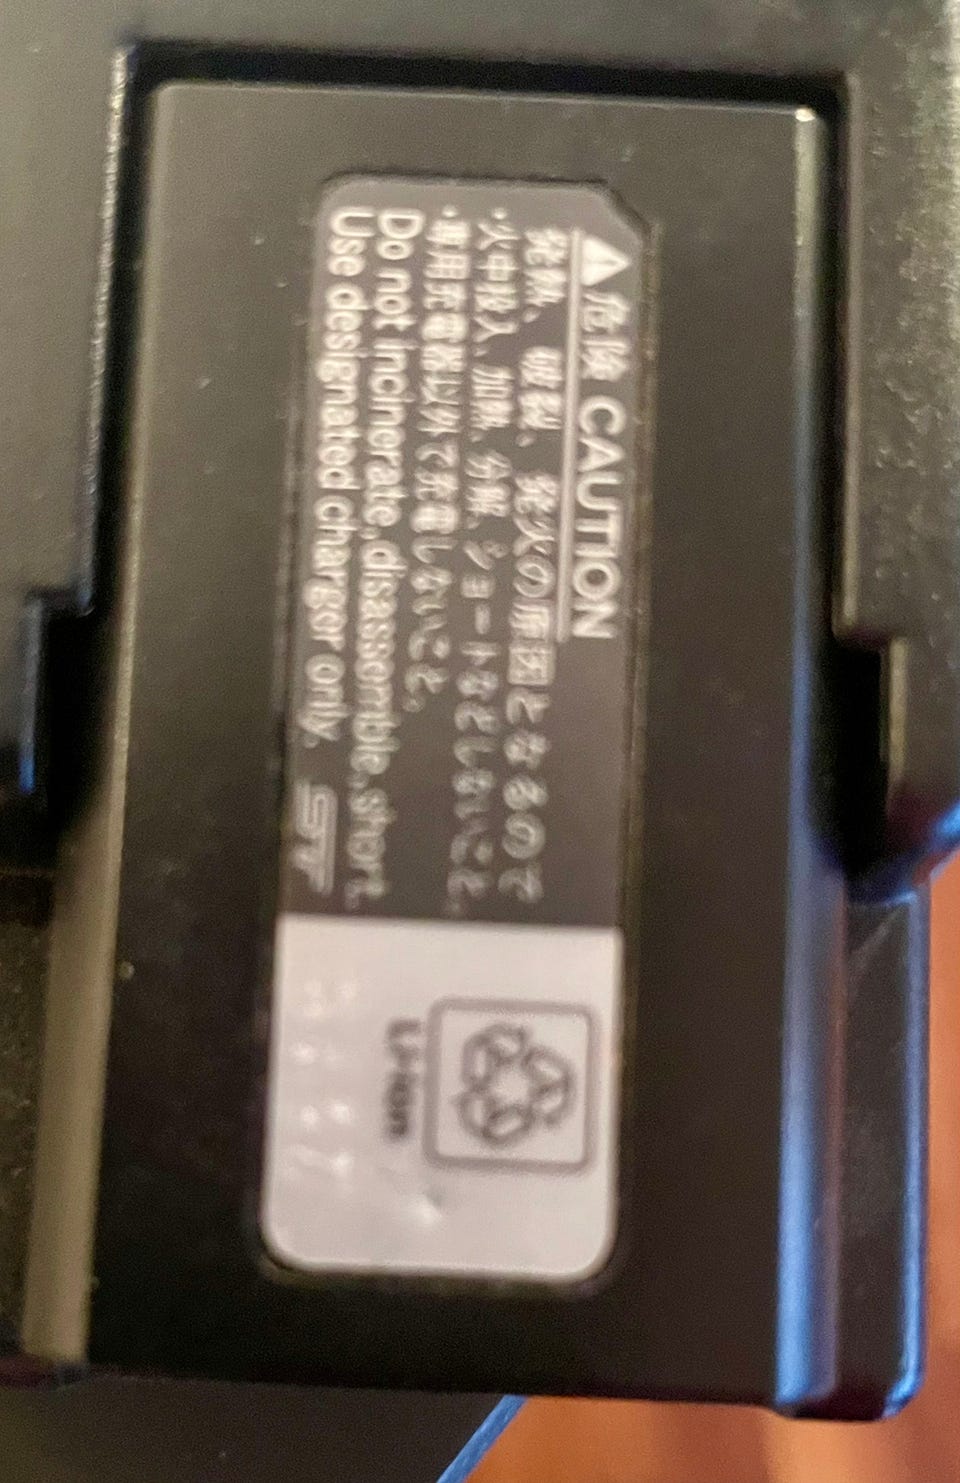 危険 CAUTION
発熱、破裂、発火の原因となるので
・火中投入、加熱、分解、ショートなどしないこと。
・専用充電器以外で充電しないこと。
Do not incinerate,disassemble,short.
Use designated charger only.
Li-ion